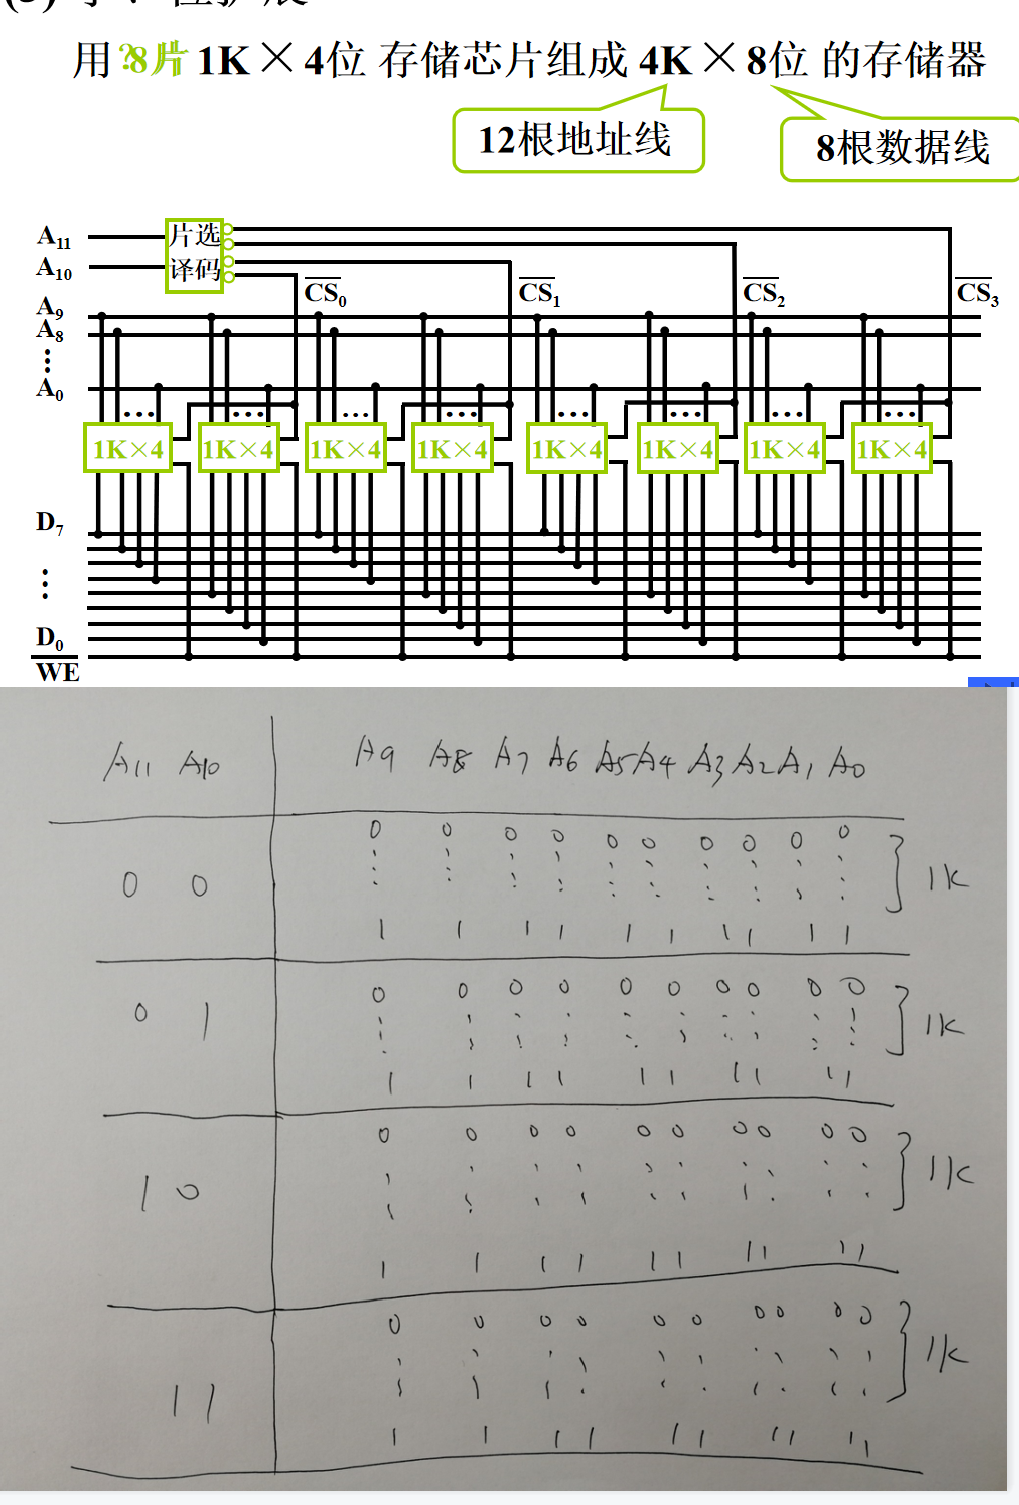 用?8片 1K×4位 存储芯片组成 4K×8位 的存储器
12根地址线
8根数据线
A11
片选
A10
译码
CS0 CS1 CS2 CS3
A9
A8
⋮
A0
... ... ... ... ... ... ... ...
1K×4 1K×4 1K×4 1K×4 1K×4 1K×4 1K×4 1K×4
D7
⋮
D0
WE
A11 A10 A9 A8 A7 A6 A5 A4 A3 A2 A1 A0
0 0 0 0 0 0 0 0 0 0
0 0 1K
1 1 1 1 1 1 1 1 1 1
0 0 0 0 0 0 0 0 0 0
0 1 1K
1 1 1 1 1 1 1 1 1 1
0 0 0 0 0 0 0 0 0 0
1 0 1K
1 1 1 1 1 1 1 1 1 1
0 0 0 0 0 0 0 0 0 0
1 1 1K
1 1 1 1 1 1 1 1 1 1